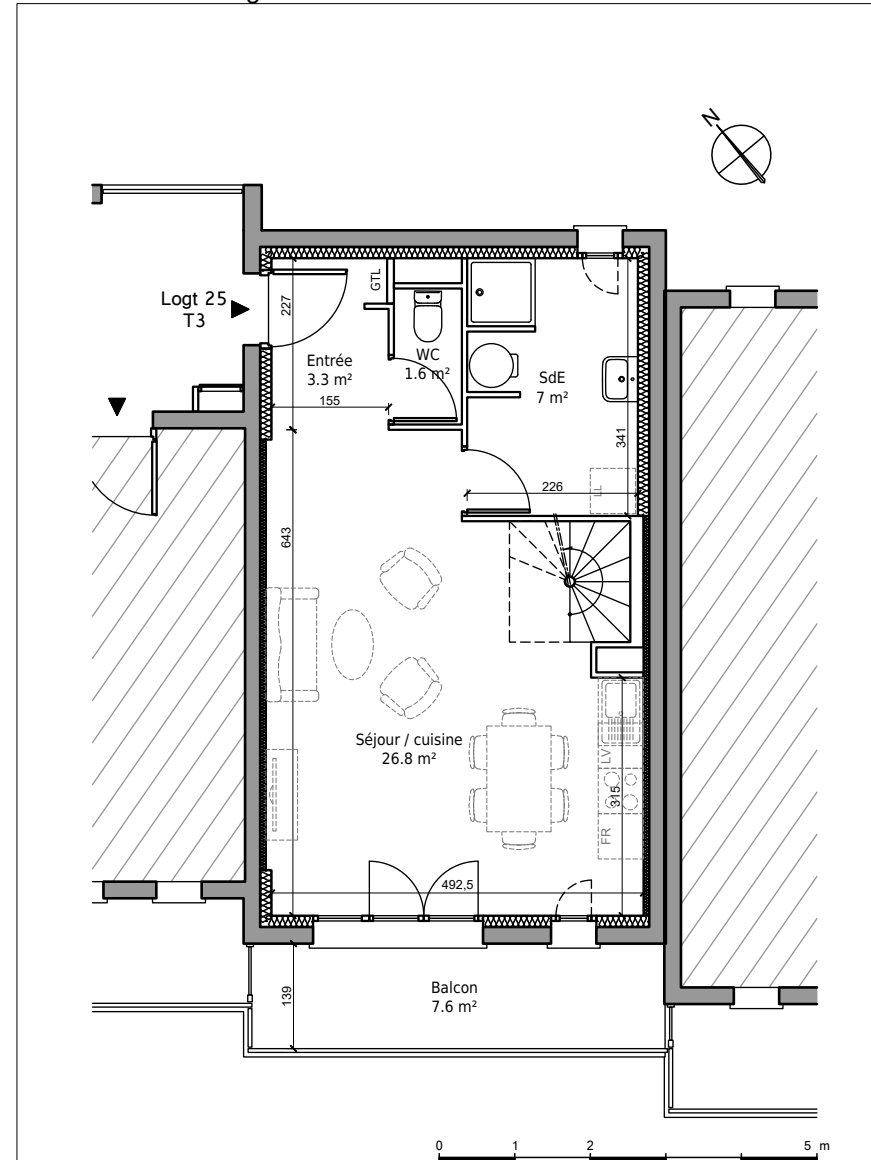 N
Logt 25
T3
227
GTL
Entrée
3.3 m²
155
WC
1.6 m²
SdE
7 m²
341
226
LL
643
Séjour / cuisine
26.8 m²
LV
315
FR
492,5
139
Balcon
7.6 m²
0 1 2 5 m